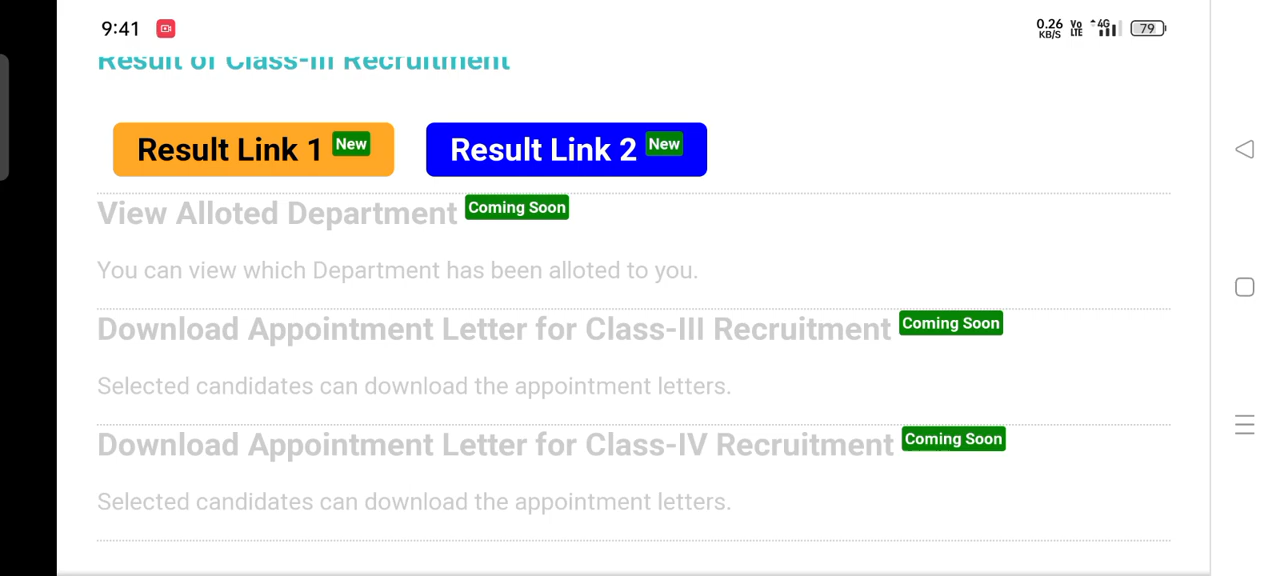 9:41
0.26 KB/S Vo LTE 4G 79
Result of Class-III Recruitment
Result Link 1 New Result Link 2 New
View Alloted Department Coming Soon
You can view which Department has been alloted to you.
Download Appointment Letter for Class-III Recruitment Coming Soon
Selected candidates can download the appointment letters.
Download Appointment Letter for Class-IV Recruitment Coming Soon
Selected candidates can download the appointment letters.